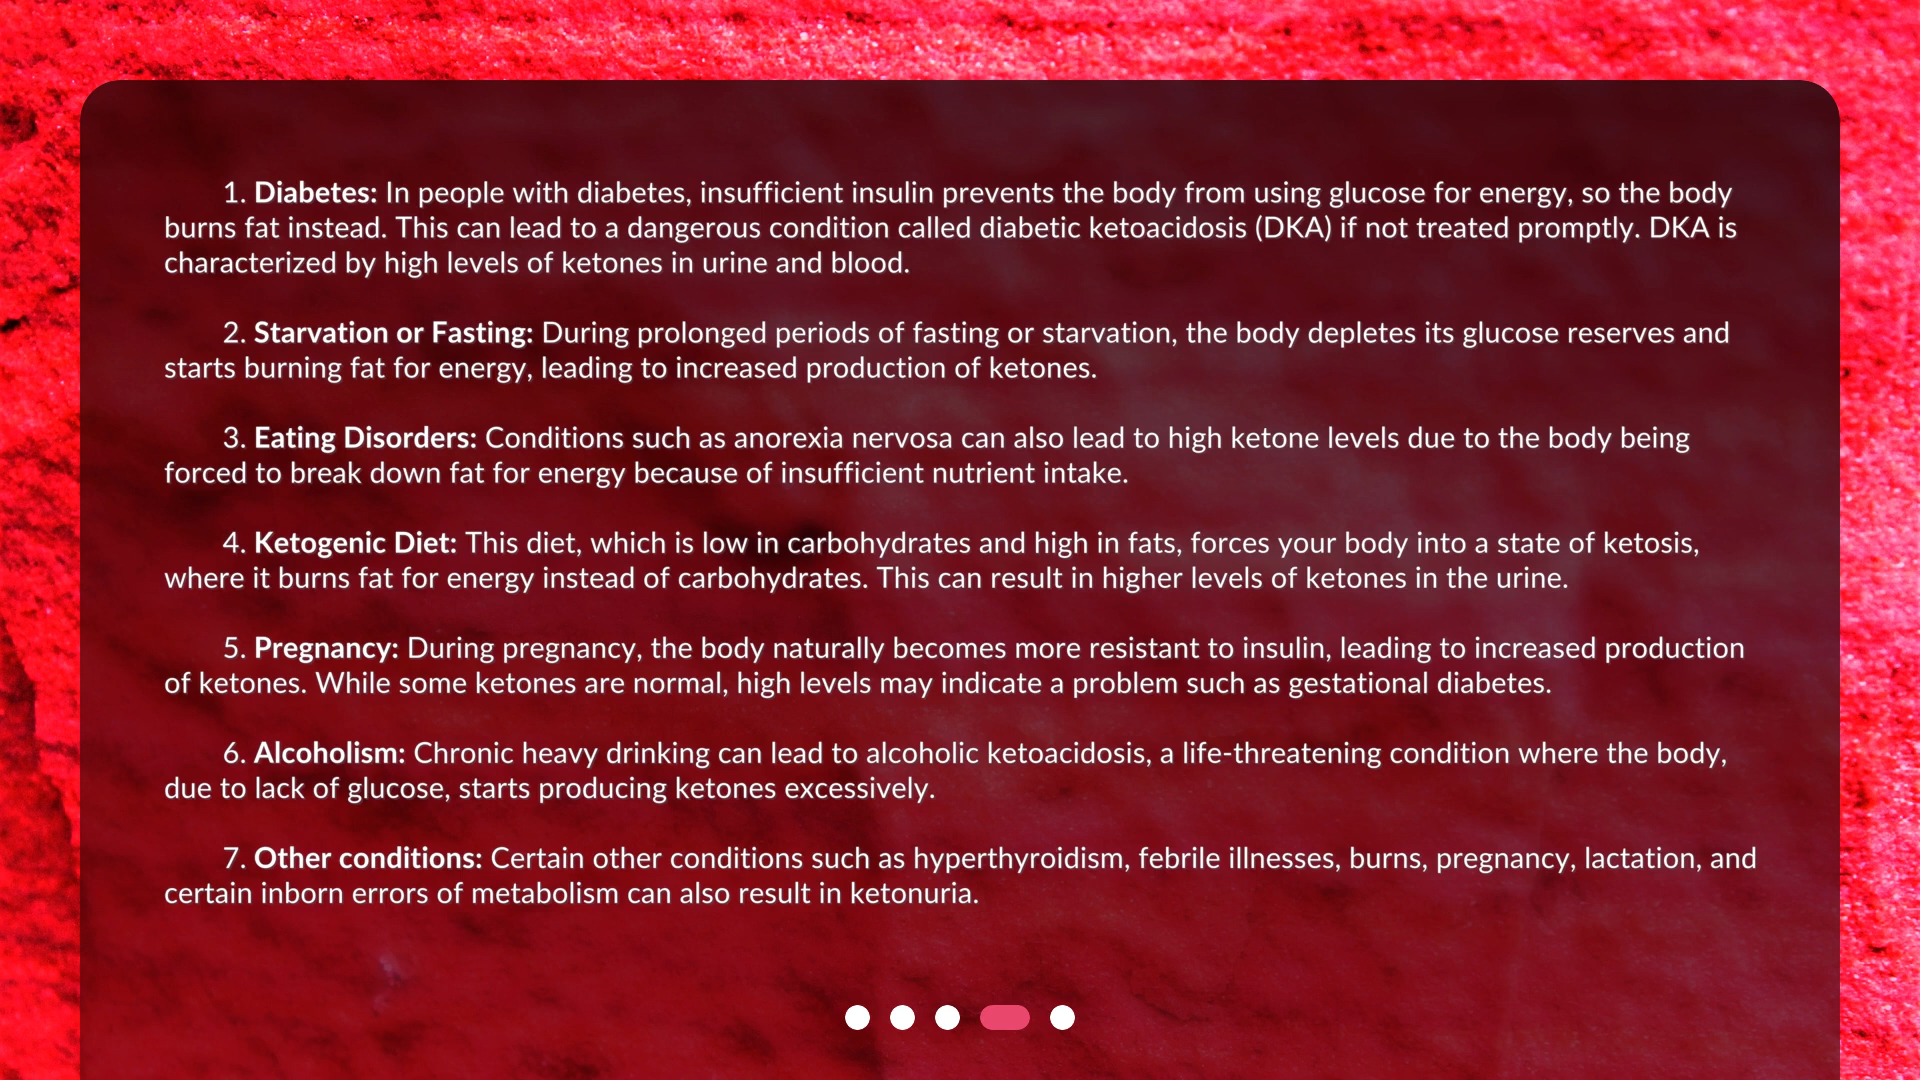 1. Diabetes: In people with diabetes, insufficient insulin prevents the body from using glucose for energy, so the body
burns fat instead. This can lead to a dangerous condition called diabetic ketoacidosis (DKA) if not treated promptly. DKA is
characterized by high levels of ketones in urine and blood.
2. Starvation or Fasting: During prolonged periods of fasting or starvation, the body depletes its glucose reserves and
starts burning fat for energy, leading to increased production of ketones.
3. Eating Disorders: Conditions such as anorexia nervosa can also lead to high ketone levels due to the body being
forced to break down fat for energy because of insufficient nutrient intake.
4. Ketogenic Diet: This diet, which is low in carbohydrates and high in fats, forces your body into a state of ketosis,
where it burns fat for energy instead of carbohydrates. This can result in higher levels of ketones in the urine.
5. Pregnancy: During pregnancy, the body naturally becomes more resistant to insulin, leading to increased production
of ketones. While some ketones are normal, high levels may indicate a problem such as gestational diabetes.
6. Alcoholism: Chronic heavy drinking can lead to alcoholic ketoacidosis, a life-threatening condition where the body,
due to lack of glucose, starts producing ketones excessively.
7. Other conditions: Certain other conditions such as hyperthyroidism, febrile illnesses, burns, pregnancy, lactation, and
certain inborn errors of metabolism can also result in ketonuria.